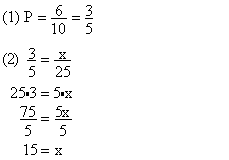 (1) P = 6/10 = 3/5
(2) 3/5 = x/25
25•3 = 5•x
75/5 = 5x/5
15 = x